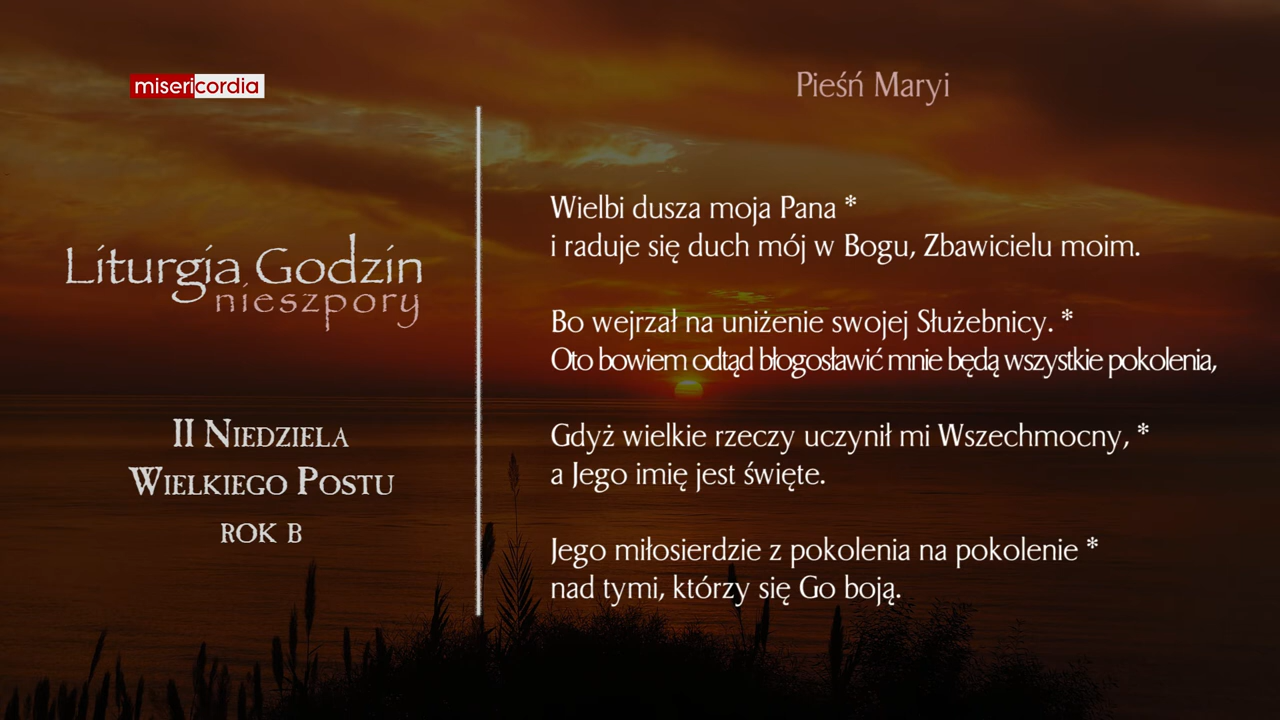 misericordia
Liturgia Godzin
nieszpory
II Niedziela
Wielkiego Postu
rok B
Pieśń Maryi
Wielbi dusza moja Pana *
i raduje się duch mój w Bogu, Zbawicielu moim.
Bo wejrzał na uniżenie swojej Służebnicy. *
Oto bowiem odtąd błogosławić mnie będą wszystkie pokolenia,
Gdyż wielkie rzeczy uczynił mi Wszechmocny, *
a Jego imię jest święte.
Jego miłosierdzie z pokolenia na pokolenie *
nad tymi, którzy się Go boją.